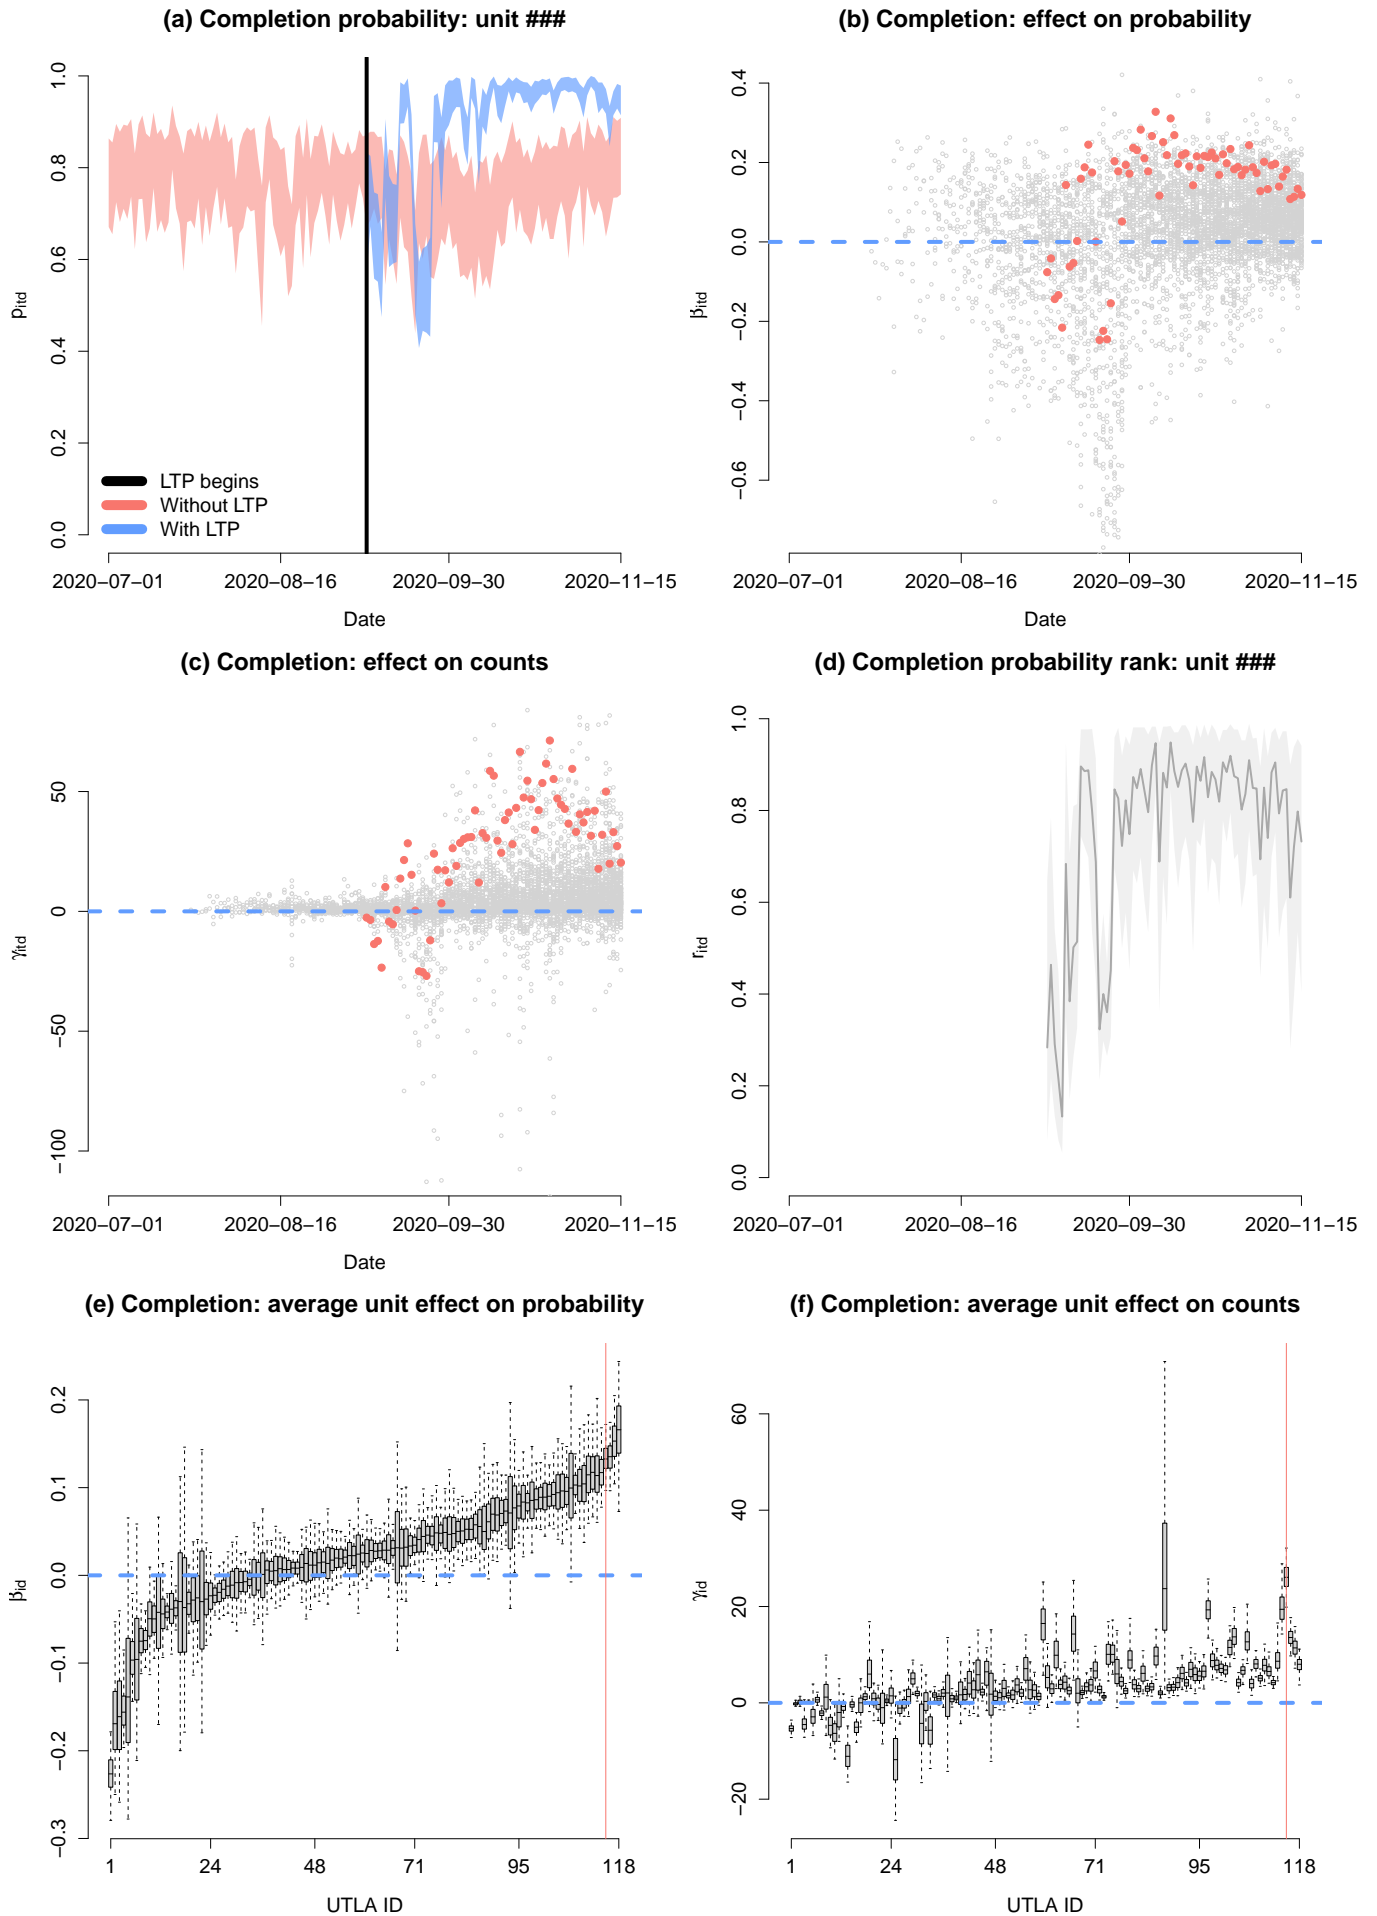 (a) Completion probability: unit ###
1.0
0.8
0.6
0.4
0.2
0.0
p_itd
LTP begins
Without LTP
With LTP
2020−07−01 2020−08−16 2020−09−30 2020−11−15
Date
(b) Completion: effect on probability
0.4
0.2
0.0
−0.2
−0.4
−0.6
β_itd
2020−07−01 2020−08−16 2020−09−30 2020−11−15
Date
(c) Completion: effect on counts
50
0
−50
−100
γ_itd
2020−07−01 2020−08−16 2020−09−30 2020−11−15
Date
(d) Completion probability rank: unit ###
1.0
0.8
0.6
0.4
0.2
0.0
r_itd
2020−07−01 2020−08−16 2020−09−30 2020−11−15
(e) Completion: average unit effect on probability
0.2
0.1
0.0
−0.1
−0.2
−0.3
β_id
1 24 48 71 95 118
UTLA ID
(f) Completion: average unit effect on counts
60
40
20
0
−20
γ_id
1 24 48 71 95 118
UTLA ID